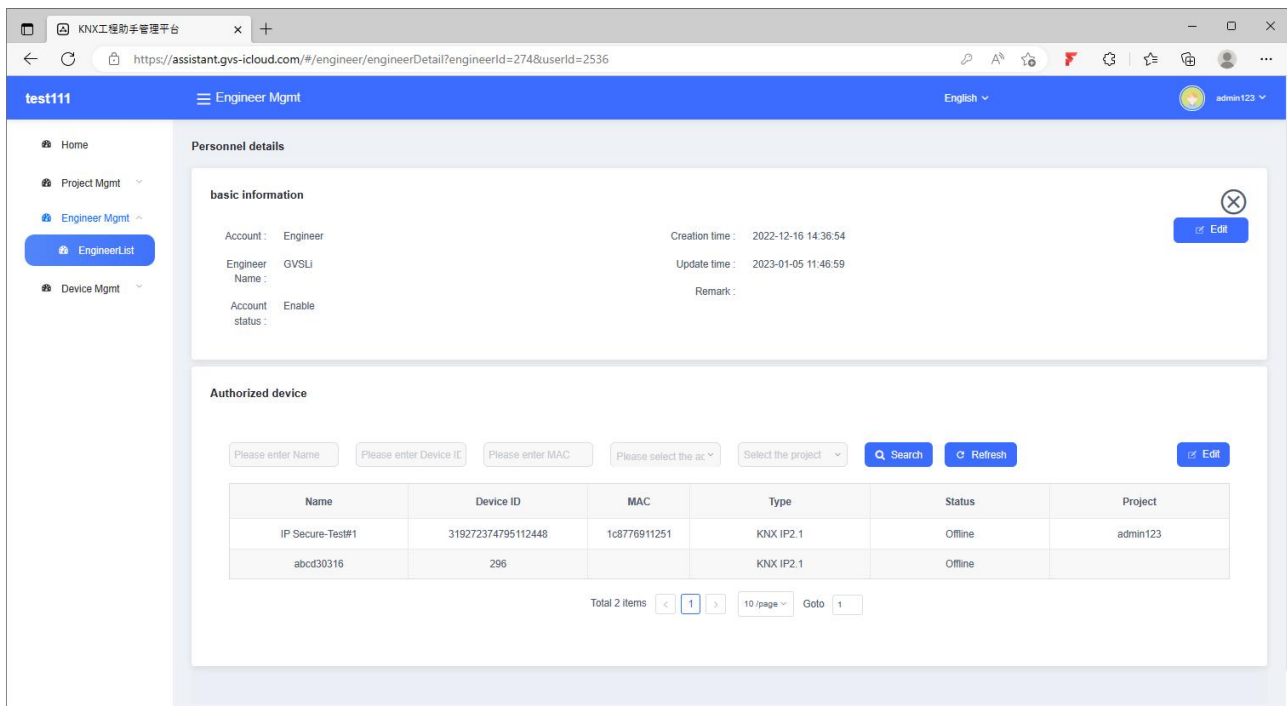 KNX工程助手管理平台
https://assistant.gvs-icloud.com/#/engineer/engineerDetail?engineerId=274&userId=2536
test111
Engineer Mgmt
English
admin123
Home
Project Mgmt
Engineer Mgmt
EngineerList
Device Mgmt
Personnel details
basic information
Edit
Account : Engineer
Creation time : 2022-12-16 14:36:54
Engineer Name : GVSLi
Update time : 2023-01-05 11:46:59
Remark :
Account status : Enable
Authorized device
Please enter Name Please enter Device ID Please enter MAC Please select the ac Select the project Search Refresh Edit
Name Device ID MAC Type Status Project
IP Secure-Test#1 319272374795112448 1c8776911251 KNX IP2.1 Offline admin123
abcd30316 296 KNX IP2.1 Offline
Total 2 items < 1 > 10 /page Goto 1